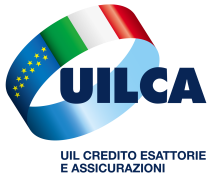 UILCA
UIL CREDITO ESATTORIE
E ASSICURAZIONI